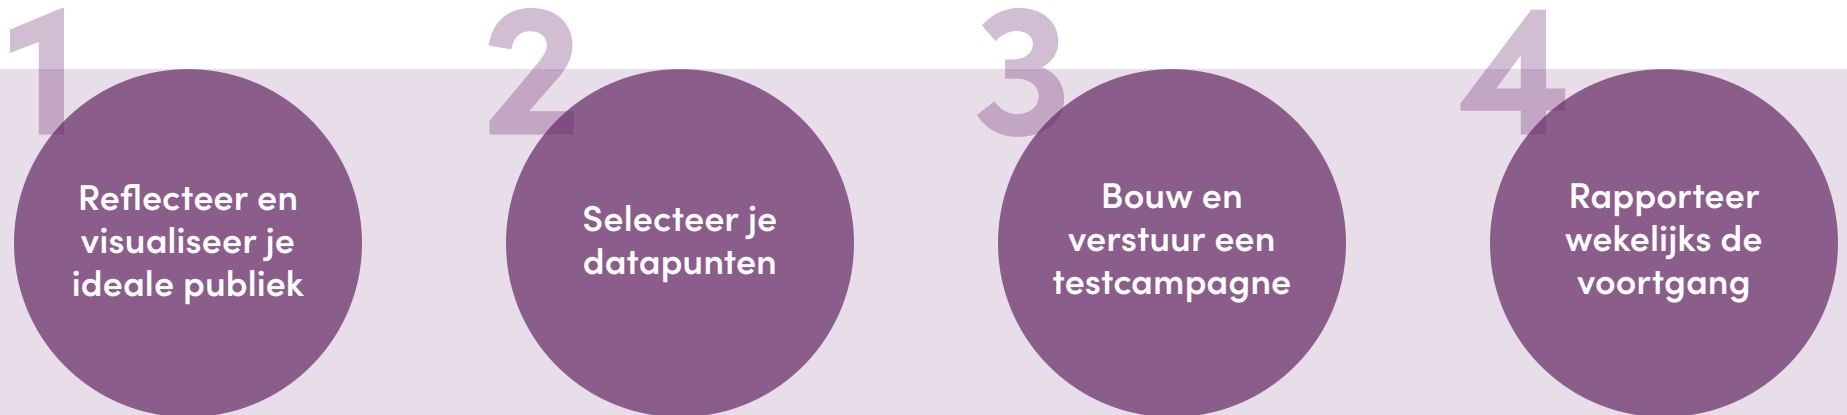 1
Reflecteer en
visualiseer je
ideale publiek
2
Selecteer je
datapunten
3
Bouw en
verstuur een
testcampagne
4
Rapporteer
wekelijks de
voortgang